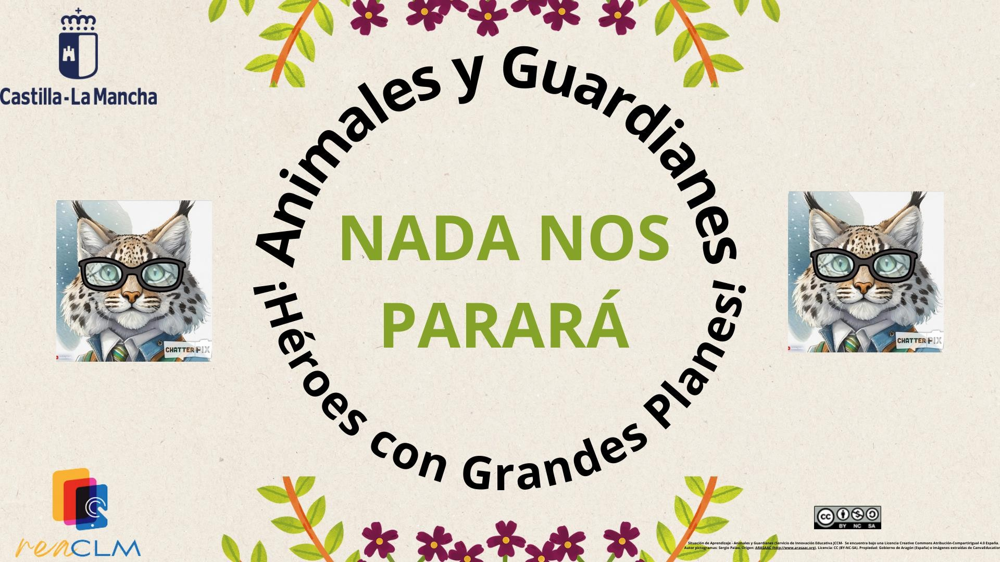 Castilla-La Mancha
Animales y Guardianes
NADA NOS
PARARÁ
¡Héroes con Grandes Planes!
CHATTER PIX
CHATTER PIX
reaCLM
cc
BY NC SA
Situación de Aprendizaje - Animales y Guardianes (Servicio de Innovación Educativa JCCM- Se encuentra bajo una Licencia Creative Commons Atribución-CompartirIgual 4.0 España.
Autor pictogramas: Sergio Palao. Origen: ARASAAC (http://www.arasaac.org). Licencia: CC (BY-NC-SA). Propiedad: Gobierno de Aragón (España) e imágenes extraídas de CanvaEducation